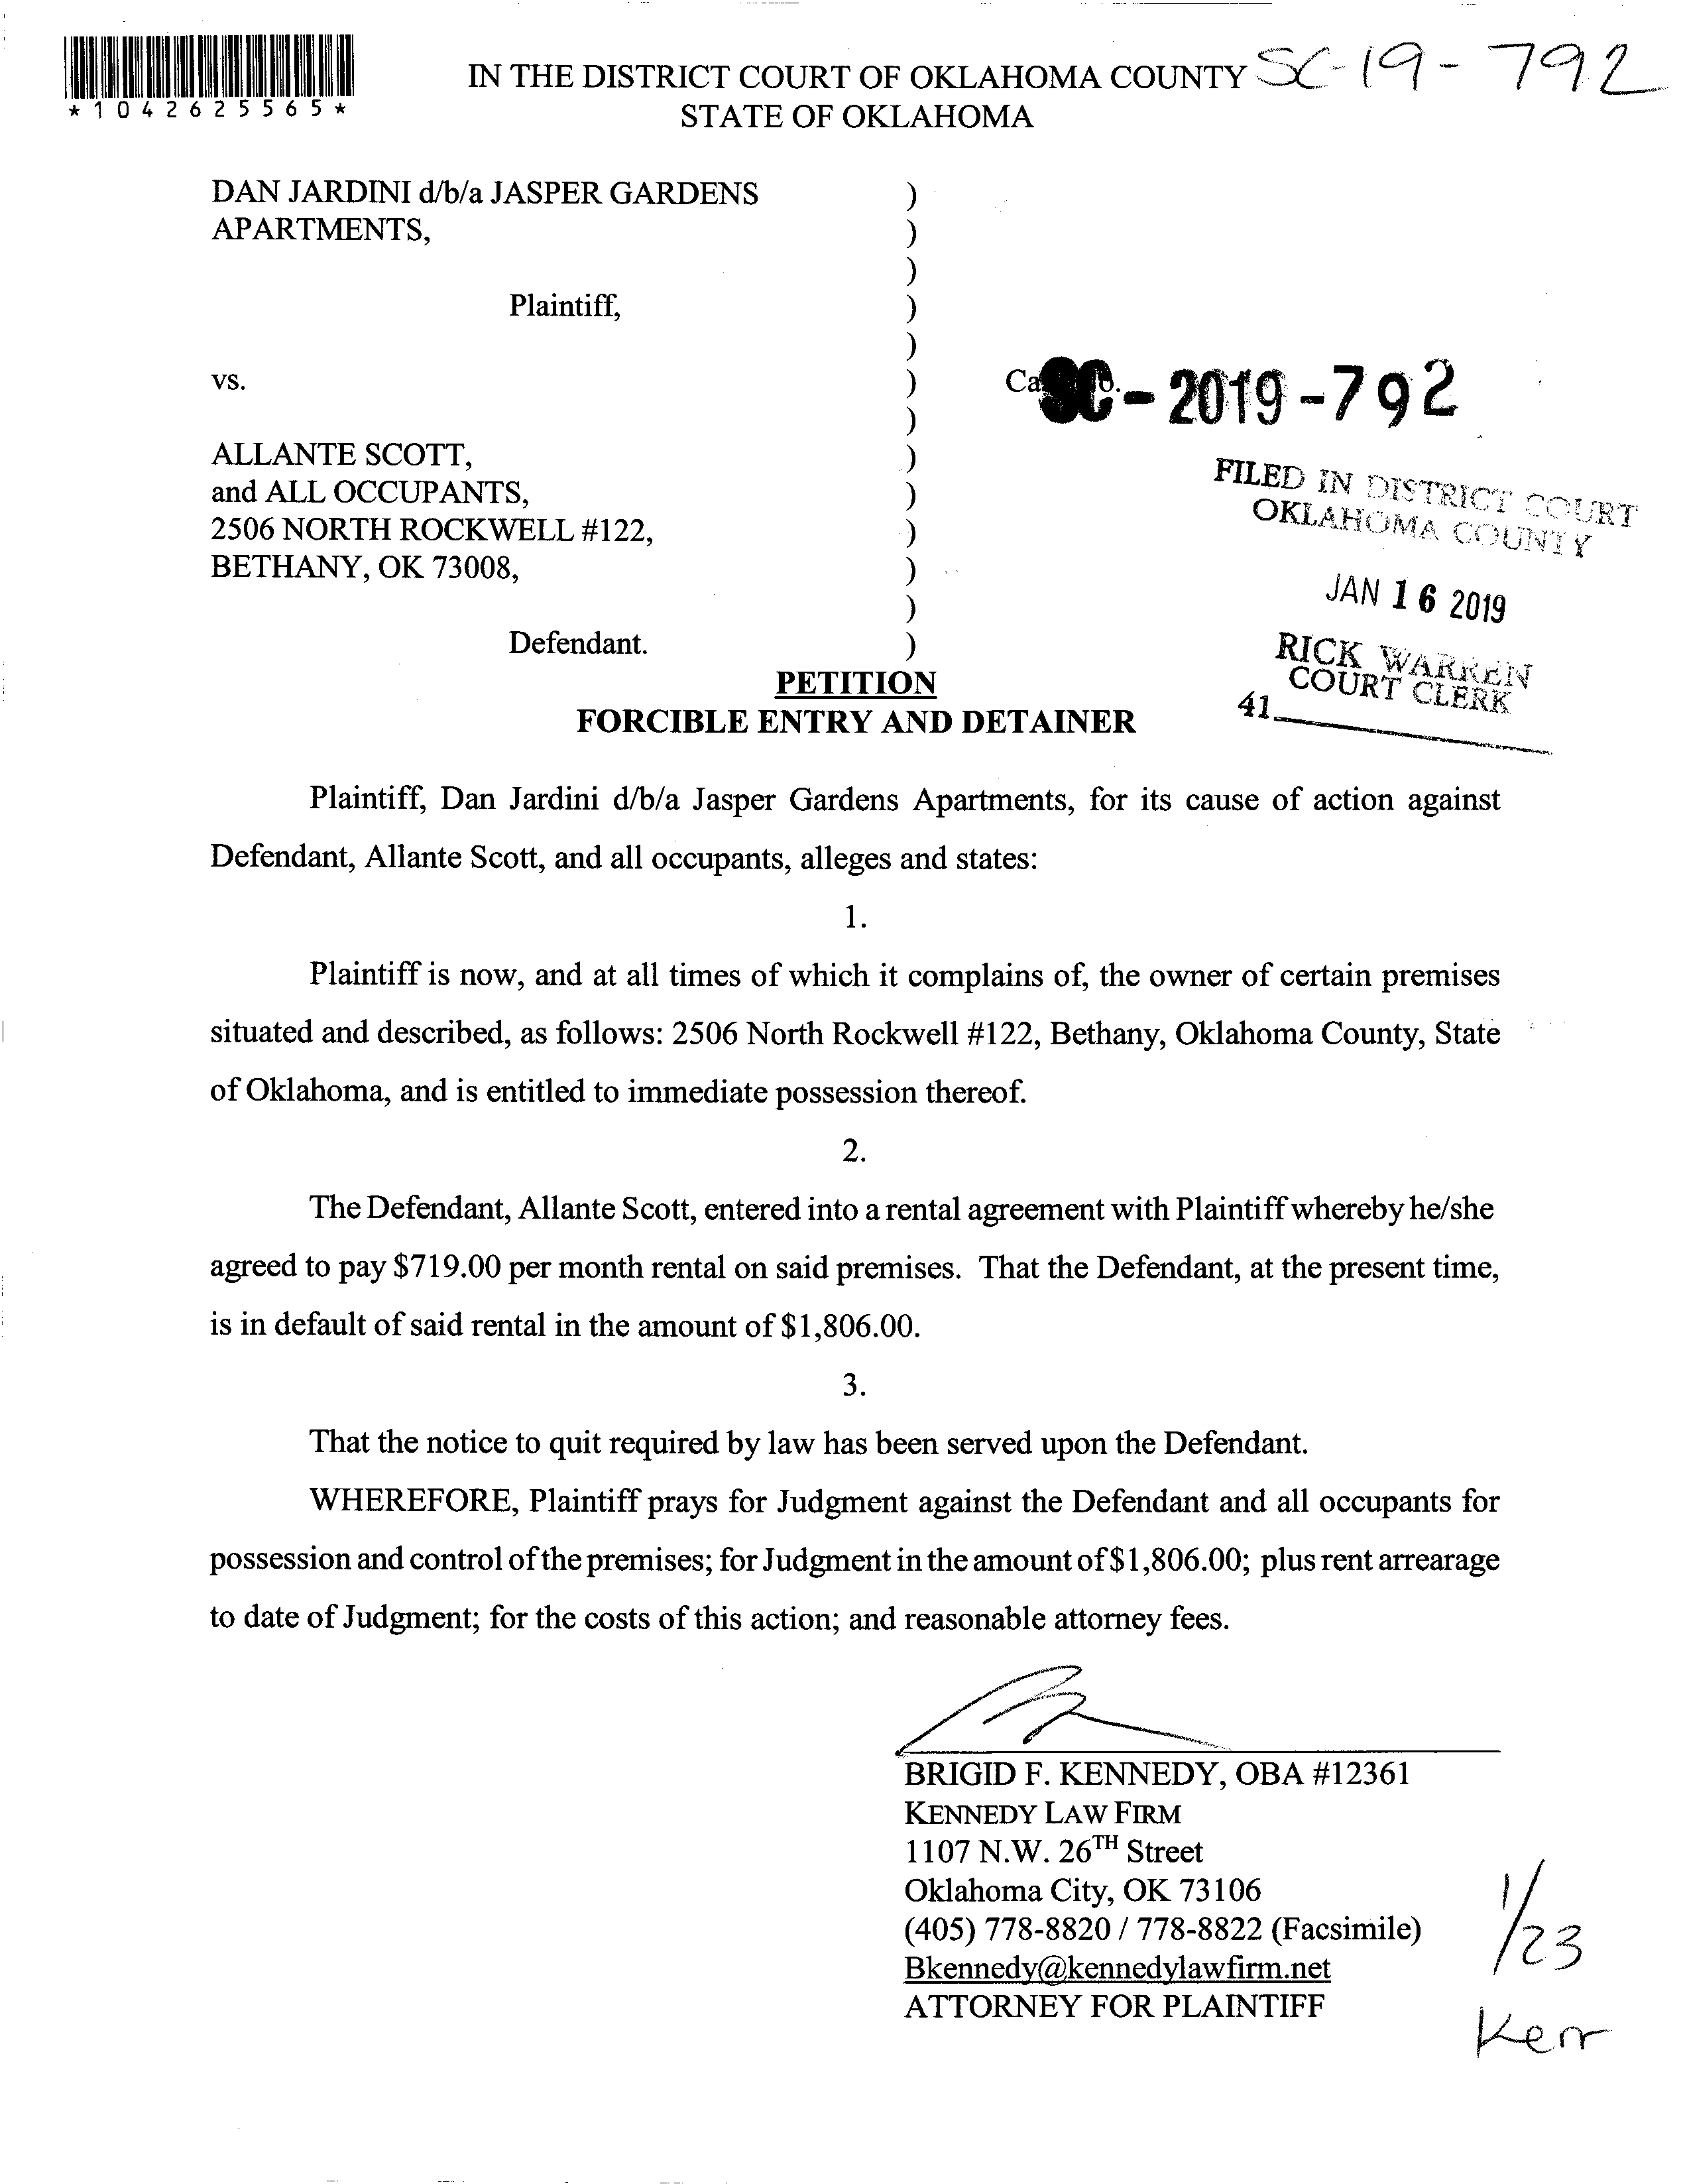 IN THE DISTRICT COURT OF OKLAHOMA COUNTY SC-19-792
*1042625565*
STATE OF OKLAHOMA
DAN JARDINI d/b/a JASPER GARDENS )
APARTMENTS, )
)
Plaintiff, )
)
vs. )
SC-2019-792
)
ALLANTE SCOTT, )
and ALL OCCUPANTS, )
2506 NORTH ROCKWELL #122, )
BETHANY, OK 73008, )
)
Defendant. )
FILED IN DISTRICT COURT
OKLAHOMA COUNTY
JAN 16 2019
RICK WARREN
COURT CLERK
41
PETITION
FORCIBLE ENTRY AND DETAINER
Plaintiff, Dan Jardini d/b/a Jasper Gardens Apartments, for its cause of action against
Defendant, Allante Scott, and all occupants, alleges and states:
1.
Plaintiff is now, and at all times of which it complains of, the owner of certain premises
situated and described, as follows: 2506 North Rockwell #122, Bethany, Oklahoma County, State
of Oklahoma, and is entitled to immediate possession thereof.
2.
The Defendant, Allante Scott, entered into a rental agreement with Plaintiff whereby he/she
agreed to pay $719.00 per month rental on said premises. That the Defendant, at the present time,
is in default of said rental in the amount of $1,806.00.
3.
That the notice to quit required by law has been served upon the Defendant.
WHEREFORE, Plaintiff prays for Judgment against the Defendant and all occupants for
possession and control of the premises; for Judgment in the amount of $1,806.00; plus rent arrearage
to date of Judgment; for the costs of this action; and reasonable attorney fees.
BRIGID F. KENNEDY, OBA #12361
KENNEDY LAW FIRM
1107 N.W. 26TH Street
Oklahoma City, OK 73106
(405) 778-8820 / 778-8822 (Facsimile)
Bkennedy@kennedylawfirm.net
ATTORNEY FOR PLAINTIFF
1/23
Kerr